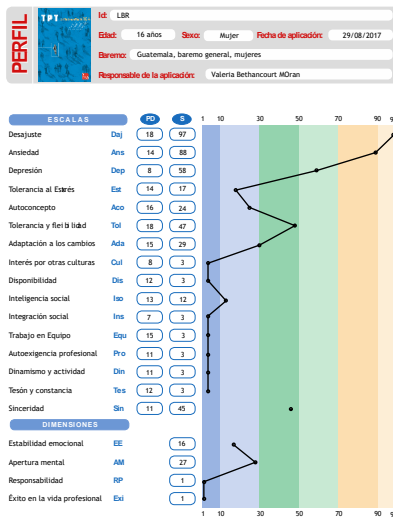 PERFIL
TPT
Id: LBR
Edad: 16 años Sexo: Mujer Fecha de aplicación: 29/08/2017
Baremo: Guatemala, baremo general, mujeres
Responsable de la aplicación: Valeria Bethancourt MOran
ESCALAS PD S 1 10 30 50 70 90
Desajuste Daj 18 97
Ansiedad Ans 14 88
Depresión Dep 8 58
Tolerancia al Estrés Est 14 17
Autoconcepto Aco 16 24
Tolerancia y flexibilidad Tol 18 47
Adaptación a los cambios Ada 15 29
Interés por otras culturas Cul 8 3
Disponibilidad Dis 12 3
Inteligencia social Iso 13 12
Integración social Ins 7 3
Trabajo en Equipo Equ 15 3
Autoexigencia profesional Pro 11 3
Dinamismo y actividad Din 11 3
Tesón y constancia Tes 12 3
Sinceridad Sin 11 45
DIMENSIONES
Estabilidad emocional EE 16
Apertura mental AM 27
Responsabilidad RP 1
Éxito en la vida profesional Exi 1
1 10 30 50 70 90